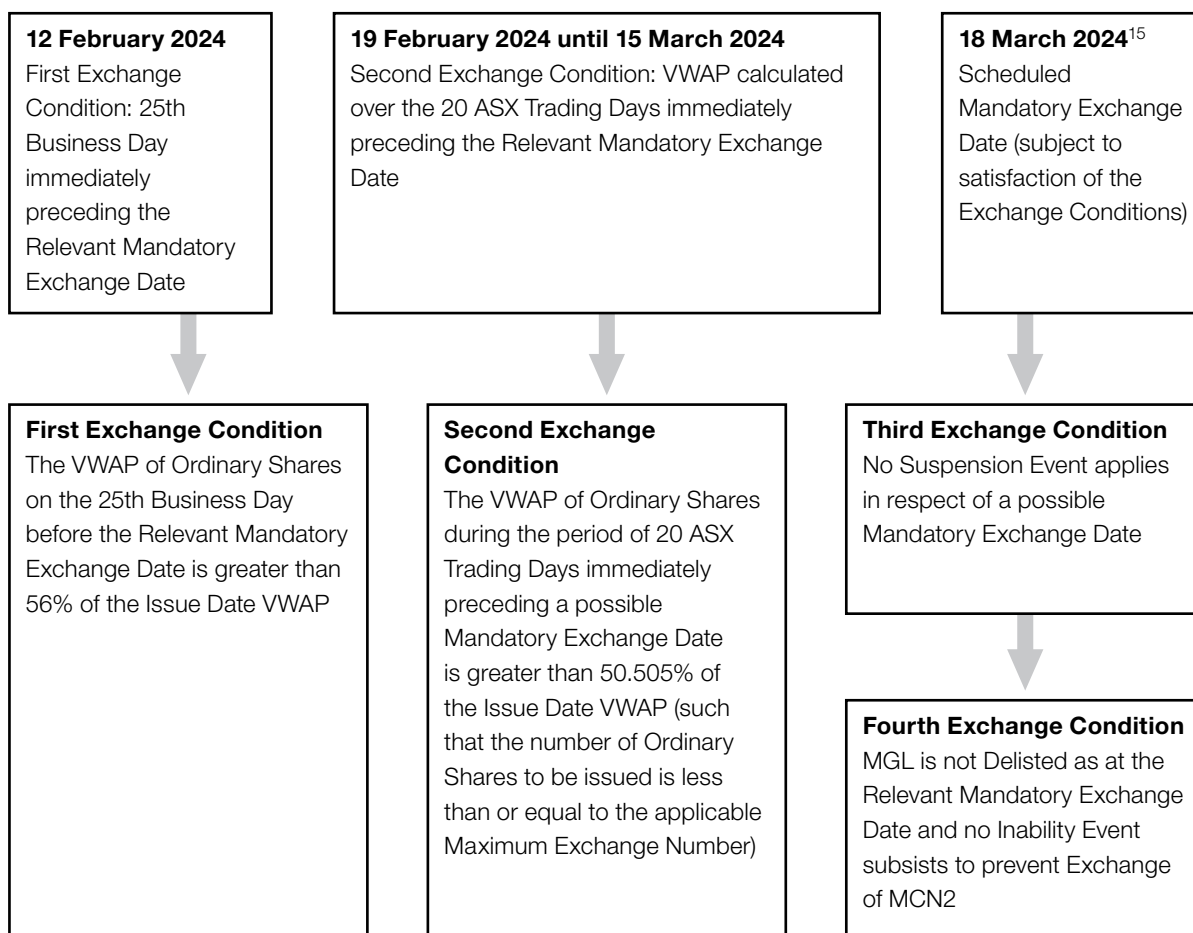 12 February 2024
First Exchange
Condition: 25th
Business Day
immediately
preceding the
Relevant Mandatory
Exchange Date
19 February 2024 until 15 March 2024
Second Exchange Condition: VWAP calculated
over the 20 ASX Trading Days immediately
preceding the Relevant Mandatory Exchange
Date
18 March 2024¹⁵
Scheduled
Mandatory Exchange
Date (subject to
satisfaction of the
Exchange Conditions)
First Exchange Condition
The VWAP of Ordinary Shares
on the 25th Business Day
before the Relevant Mandatory
Exchange Date is greater than
56% of the Issue Date VWAP
Second Exchange
Condition
The VWAP of Ordinary Shares
during the period of 20 ASX
Trading Days immediately
preceding a possible
Mandatory Exchange Date
is greater than 50.505% of
the Issue Date VWAP (such
that the number of Ordinary
Shares to be issued is less
than or equal to the applicable
Maximum Exchange Number)
Third Exchange Condition
No Suspension Event applies
in respect of a possible
Mandatory Exchange Date
Fourth Exchange Condition
MGL is not Delisted as at the
Relevant Mandatory Exchange
Date and no Inability Event
subsists to prevent Exchange
of MCN2